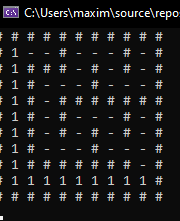 C:\Users\maxim\source\repo
# # # # # # # # # # #
# 1 - - # - - - # - #
# 1 # # # - # - # - #
# 1 - - - - # - - - #
# 1 - # - # # # # # #
# 1 - # - - # - - - #
# 1 - # - # # - # - #
# 1 - - - # - - # - #
# # # # # # # # # - #
# 1 1 1 1 1 1 1 1 1 #
# # # # # # # # # # #